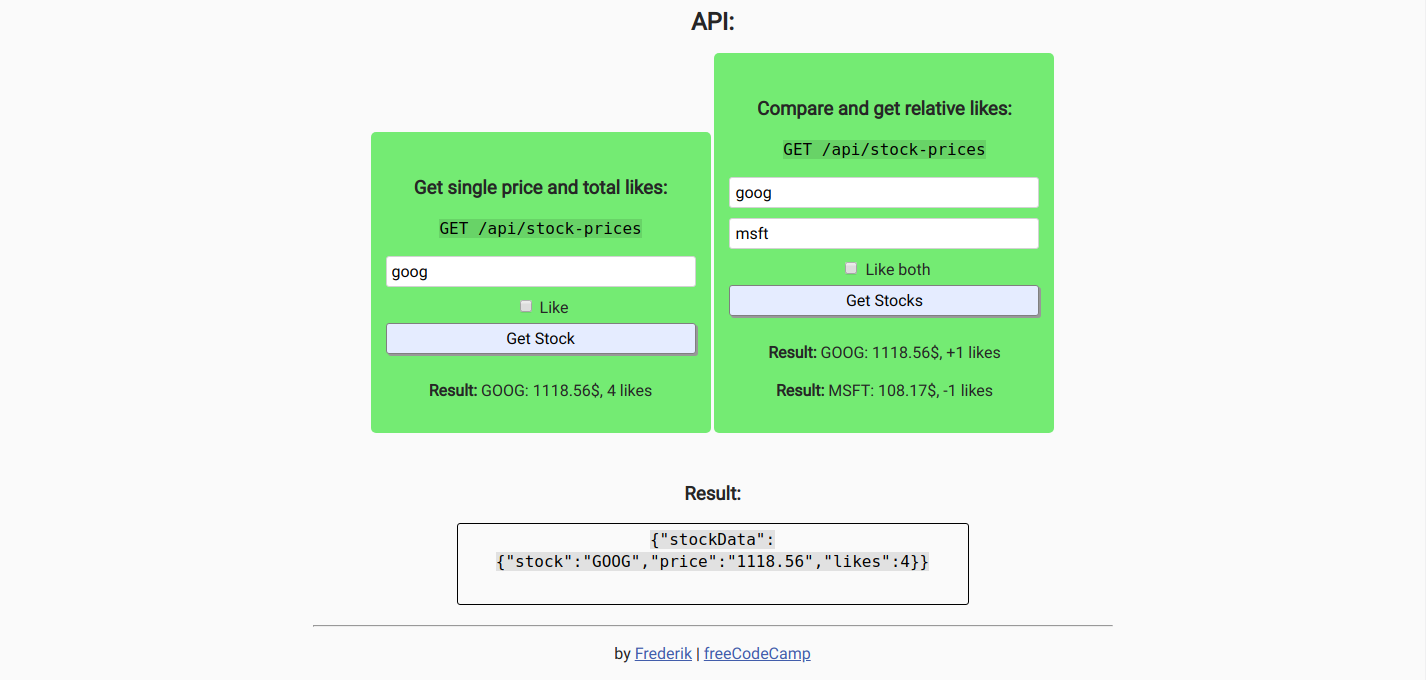 API:
Get single price and total likes:
GET /api/stock-prices
goog
Like
Get Stock
Result: GOOG: 1118.56$, 4 likes
Compare and get relative likes:
GET /api/stock-prices
goog
msft
Like both
Get Stocks
Result: GOOG: 1118.56$, +1 likes
Result: MSFT: 108.17$, -1 likes
Result:
{"stockData":
{"stock":"GOOG","price":"1118.56","likes":4}}
by Frederik | freeCodeCamp